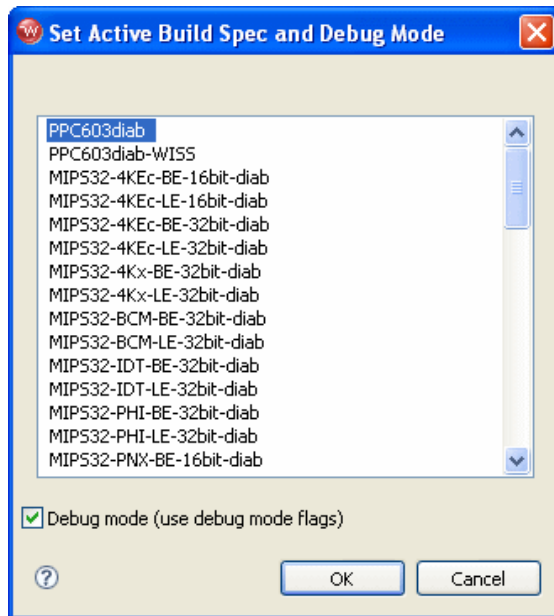 Set Active Build Spec and Debug Mode
PPC603diab
PPC603diab-WISS
MIPS32-4KEc-BE-16bit-diab
MIPS32-4KEc-LE-16bit-diab
MIPS32-4KEc-BE-32bit-diab
MIPS32-4KEc-LE-32bit-diab
MIPS32-4Kx-BE-32bit-diab
MIPS32-4Kx-LE-32bit-diab
MIPS32-BCM-BE-32bit-diab
MIPS32-BCM-LE-32bit-diab
MIPS32-IDT-BE-32bit-diab
MIPS32-IDT-LE-32bit-diab
MIPS32-PHI-BE-32bit-diab
MIPS32-PHI-LE-32bit-diab
MIPS32-PNX-BE-16bit-diab
Debug mode (use debug mode flags)
? OK Cancel